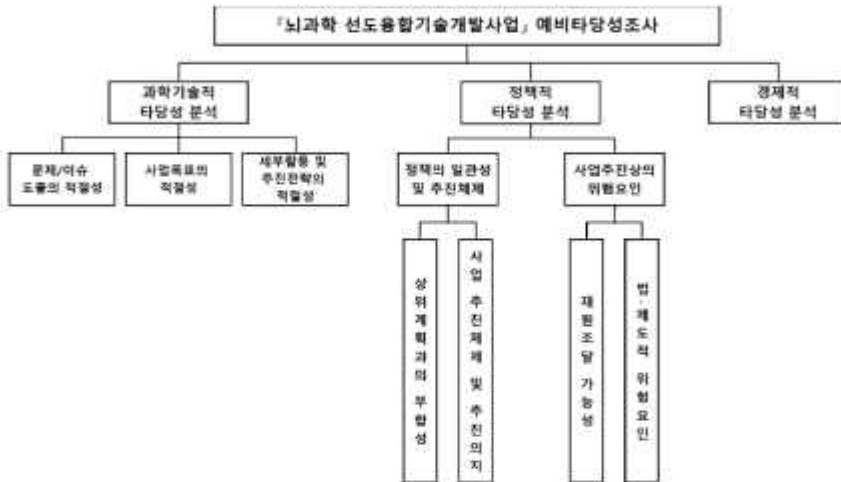 「뇌과학 선도융합기술개발사업」 예비타당성조사
과학기술적
타당성 분석
정책적
타당성 분석
경제적
타당성 분석
문제/이슈
도출의 적절성
사업목표의
적절성
세부활동 및
추진전략의
적절성
정책의 일관성
및 추진체제
사업추진상의
위험요인
상위계획과의 부합성
사업 추진체제 및 추진의지
재원조달 가능성
법·제도적 위험요인